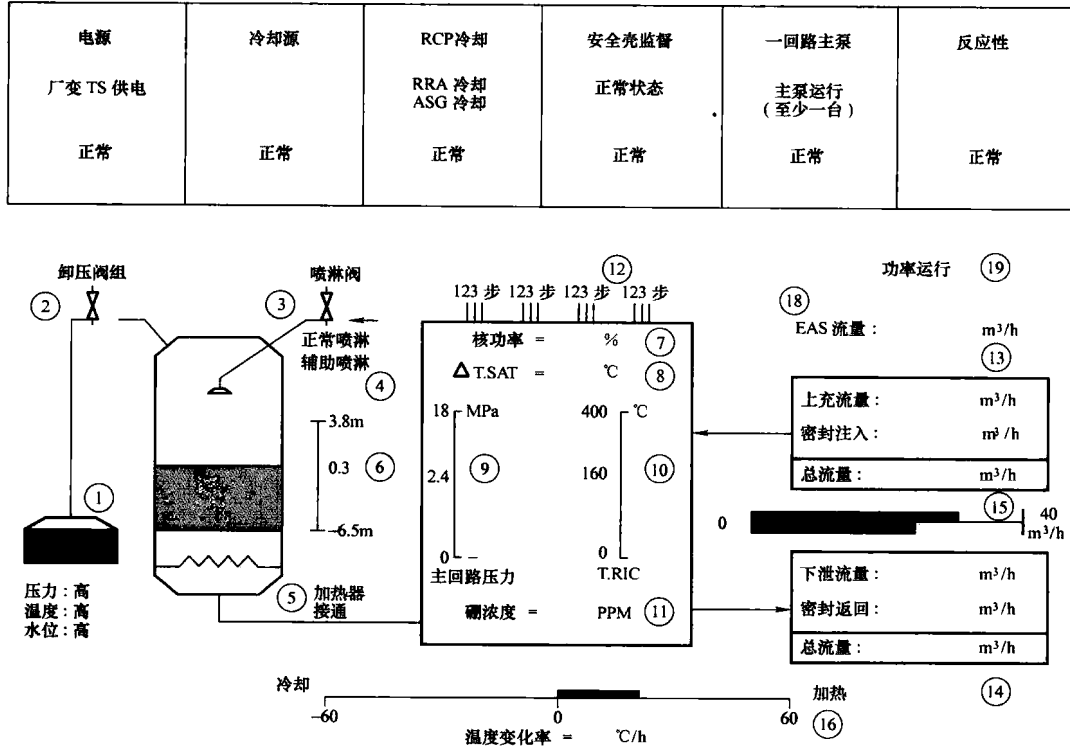 电源 冷却源 RCP冷却 安全壳监督 一回路主泵 反应性
厂变 TS 供电 RRA 冷却 正常状态 主泵运行
ASG 冷却 （至少一台）
正常 正常 正常 正常 正常 正常
卸压阀组 喷淋阀 ⑫ 功率运行 ⑲
② ③ 123 步 123 步 123 步 123 步 ⑱
正常喷淋 核功率 = % ⑦ EAS 流量： m³/h
辅助喷淋 ⑬
④ △ T.SAT = ℃ ⑧ 上充流量： m³/h
3.8m 18 MPa 400 ℃ 密封注入： m³/h
0.3 ⑥ 2.4 ⑨ 160 ⑩ 总流量： m³/h
① ⑮
-6.5m 0 40
m³/h
0 0
压力：高 主回路压力 T.RIC 下泄流量： m³/h
温度：高 ⑤ 加热器 硼浓度 = PPM ⑪ 密封返回： m³/h
水位：高 接通 总流量： m³/h
冷却 加热 ⑭
-60 0 60 ⑯
温度变化率 = ℃/h